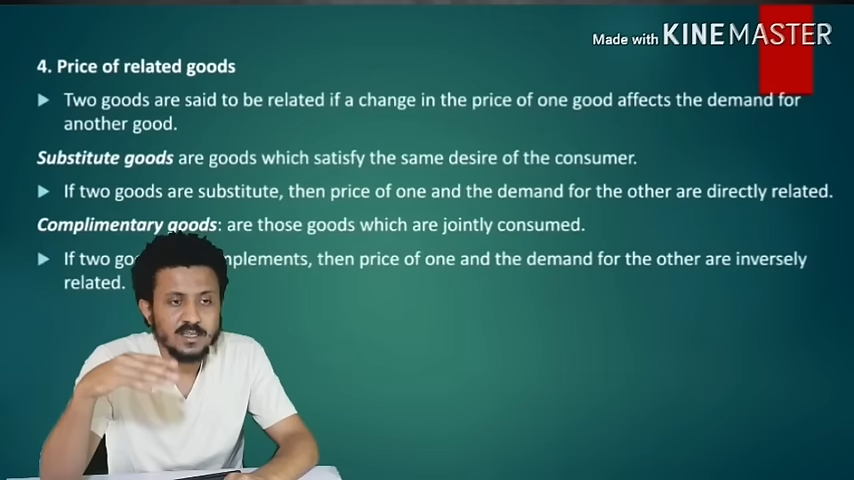 Made with KINEMASTER
4. Price of related goods
Two goods are said to be related if a change in the price of one good affects the demand for
another good.
Substitute goods are goods which satisfy the same desire of the consumer.
If two goods are substitute, then price of one and the demand for the other are directly related.
Complimentary goods: are those goods which are jointly consumed.
If two go mplements, then price of one and the demand for the other are inversely
related.